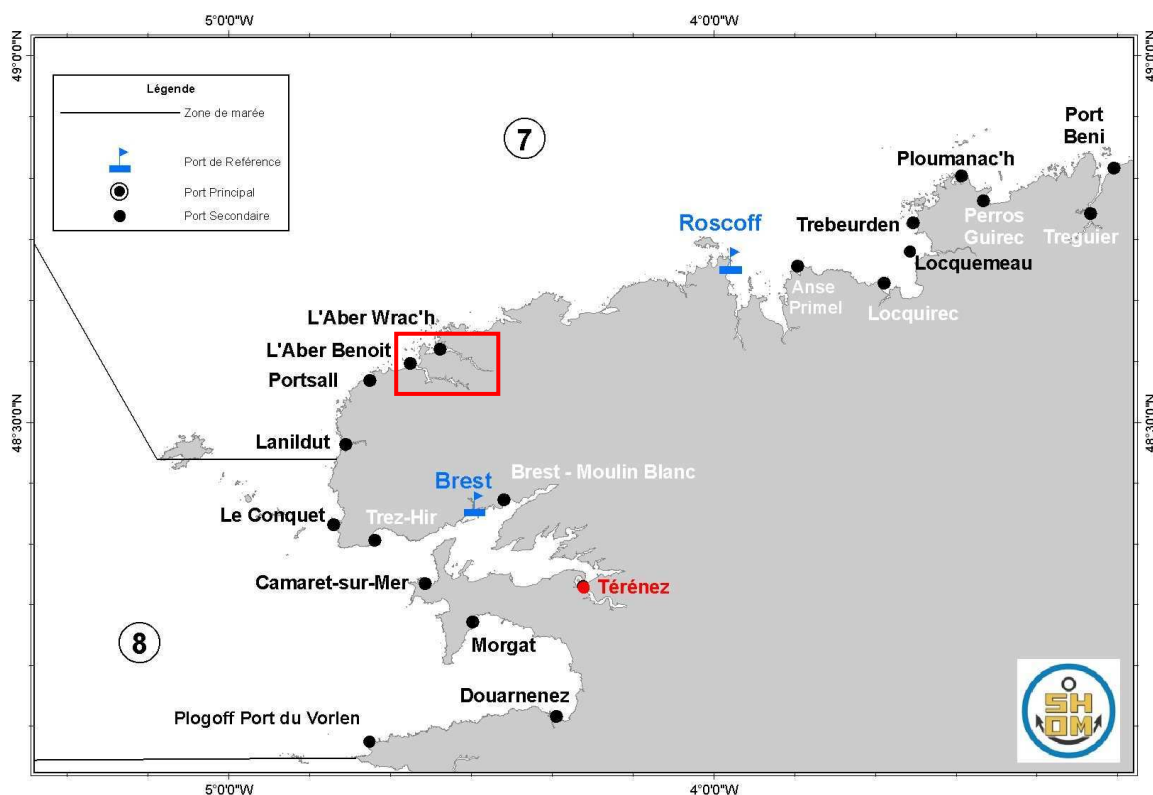 5°0'0"W
4°0'0"W
49°0'0"N
49°0'0"N
Légende
Zone de marée
Port de Reférence
Port Principal
Port Secondaire
7
Port
Beni
Ploumanac'h
Perros
Guirec
Treguier
Trebeurden
Roscoff
Locquemeau
Anse
Primel
Locquirec
L'Aber Wrac'h
L'Aber Benoit
Portsall
48°30'0"N
48°30'0"N
Lanildut
Brest
Brest - Moulin Blanc
Le Conquet
Trez-Hir
Camaret-sur-Mer
Térénez
8
Morgat
Douarnenez
Plogoff Port du Vorlen
SH
OM
5°0'0"W
4°0'0"W